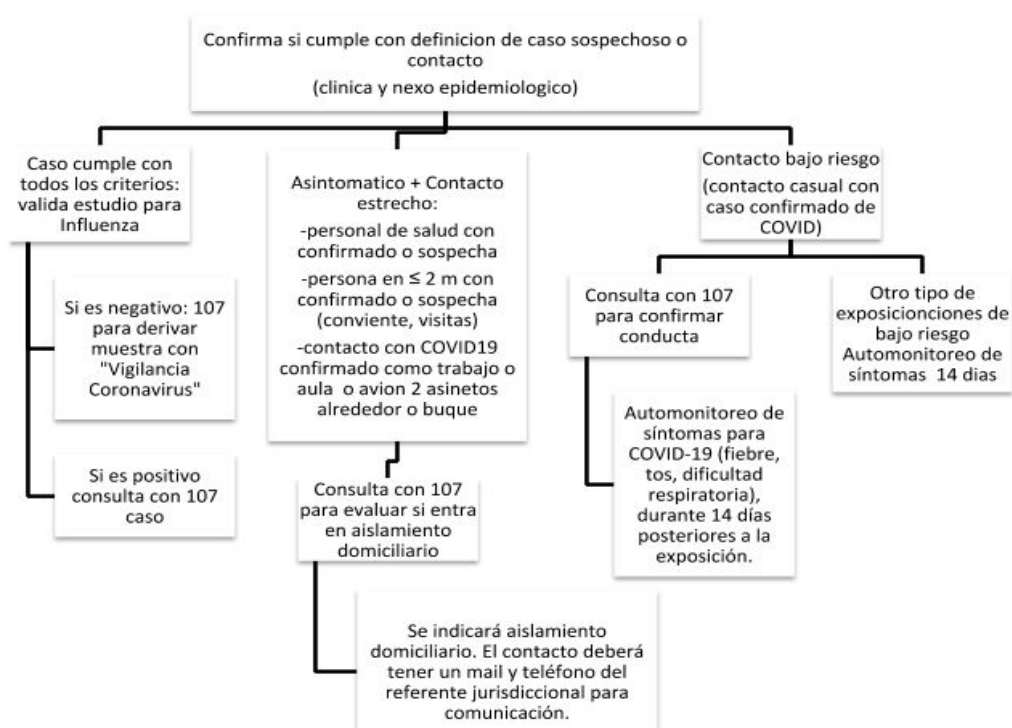 Confirma si cumple con definicion de caso sospechoso o
contacto
(clinica y nexo epidemiologico)
Caso cumple con
todos los criterios:
valida estudio para
Influenza
Si es negativo: 107
para derivar
muestra con
"Vigilancia
Coronavirus"
Si es positivo
consulta con 107
caso
Asintomatico + Contacto
estrecho:
-personal de salud con
confirmado o sospecha
-persona en ≤ 2 m con
confirmado o sospecha
(conviente, visitas)
-contacto con COVID19
confirmado como trabajo o
aula o avion 2 asinetos
alrededor o buque
Consulta con 107
para evaluar si entra
en aislamiento
domiciliario
Se indicará aislamiento
domiciliario. El contacto deberá
tener un mail y teléfono del
referente jurisdiccional para
comunicación.
Contacto bajo riesgo
(contacto casual con
caso confirmado de
COVID)
Consulta con 107
para confirmar
conducta
Automonitoreo de
síntomas para
COVID-19 (fiebre,
tos, dificultad
respiratoria),
durante 14 días
posteriores a la
exposición.
Otro tipo de
exposicionciones de
bajo riesgo
Automonitoreo de
síntomas 14 dias